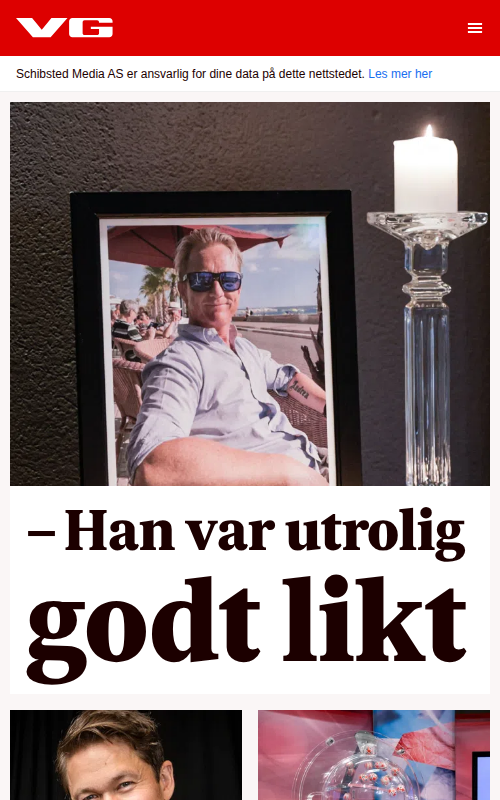 VG
Schibsted Media AS er ansvarlig for dine data på dette nettstedet. Les mer her
– Han var utrolig
godt likt